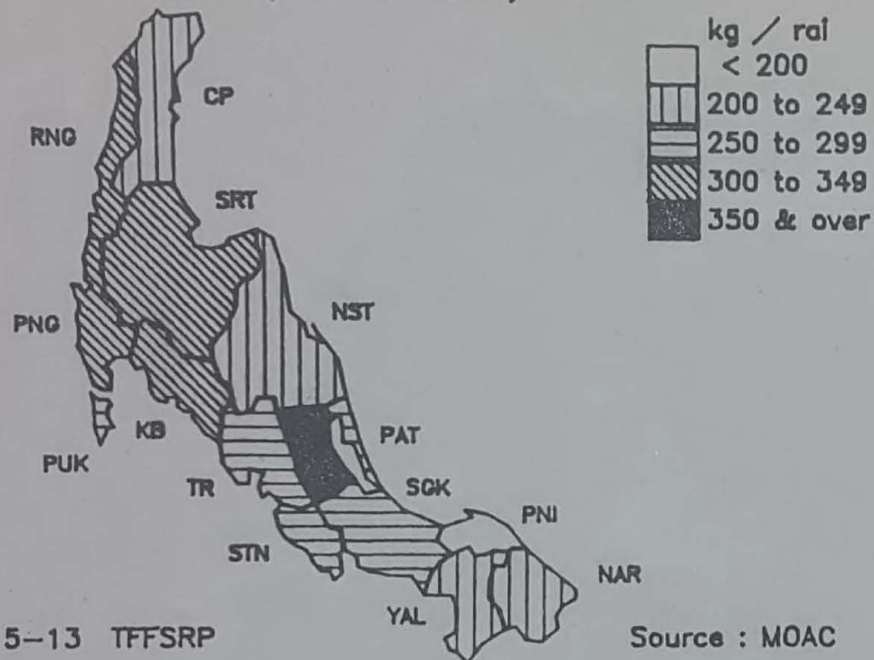 kg / rai
< 200
200 to 249
250 to 299
300 to 349
350 & over
CP
RNG
SRT
PNG
NST
KB
PAT
PUK
TR
SGK
PNI
STN
NAR
YAL
5-13 TFFSRP
Source : MOAC